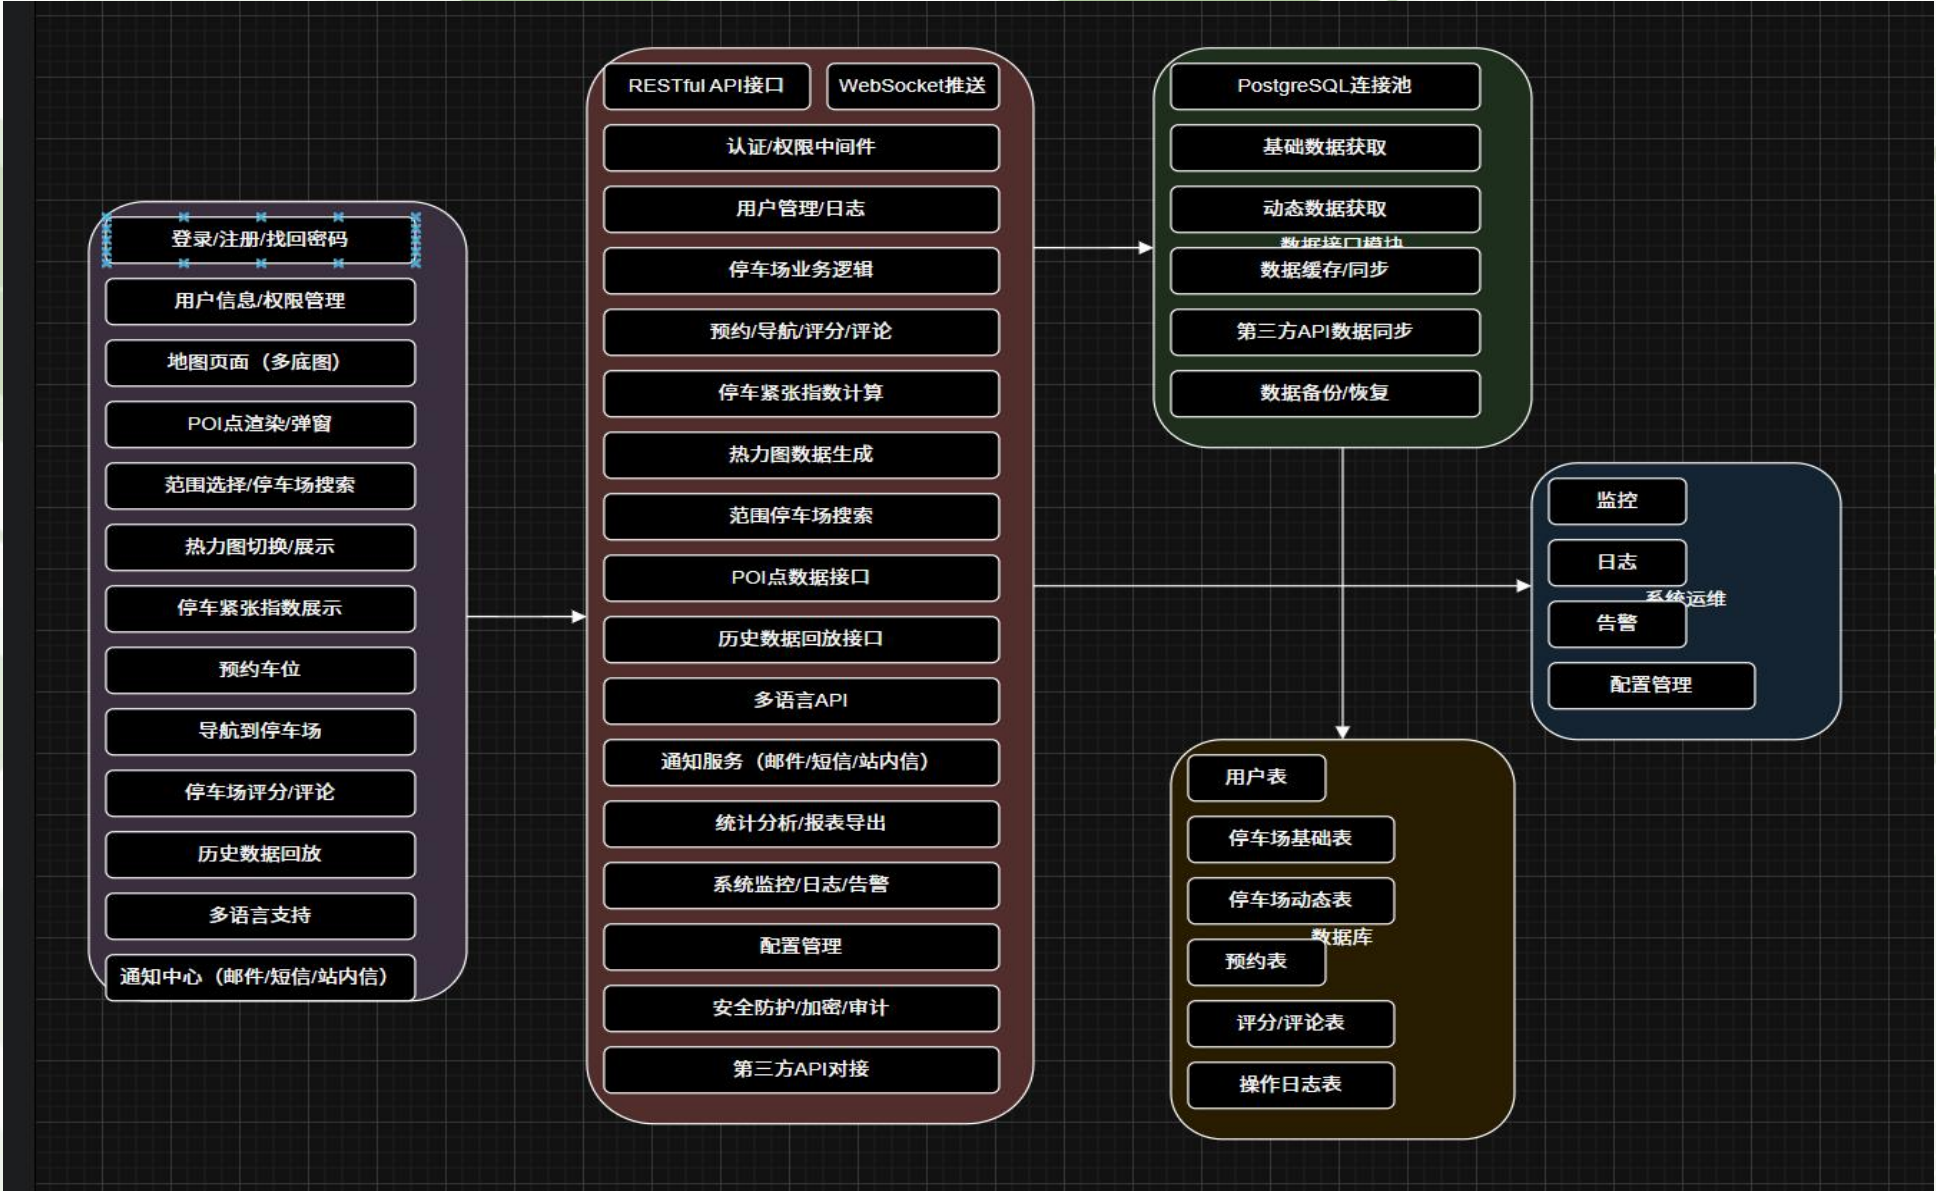 登录/注册/找回密码
用户信息/权限管理
地图页面（多底图）
POI点渲染/弹窗
范围选择/停车场搜索
热力图切换/展示
停车紧张指数展示
预约车位
导航到停车场
停车场评分/评论
历史数据回放
多语言支持
通知中心（邮件/短信/站内信）
RESTful API接口
WebSocket推送
认证/权限中间件
用户管理/日志
停车场业务逻辑
预约/导航/评分/评论
停车紧张指数计算
热力图数据生成
范围停车场搜索
POI点数据接口
历史数据回放接口
多语言API
通知服务（邮件/短信/站内信）
统计分析/报表导出
系统监控/日志/告警
配置管理
安全防护/加密/审计
第三方API对接
PostgreSQL连接池
基础数据获取
动态数据获取
数据接口模块
数据缓存/同步
第三方API数据同步
数据备份/恢复
监控
日志
系统运维
告警
配置管理
用户表
停车场基础表
停车场动态表
数据库
预约表
评分/评论表
操作日志表